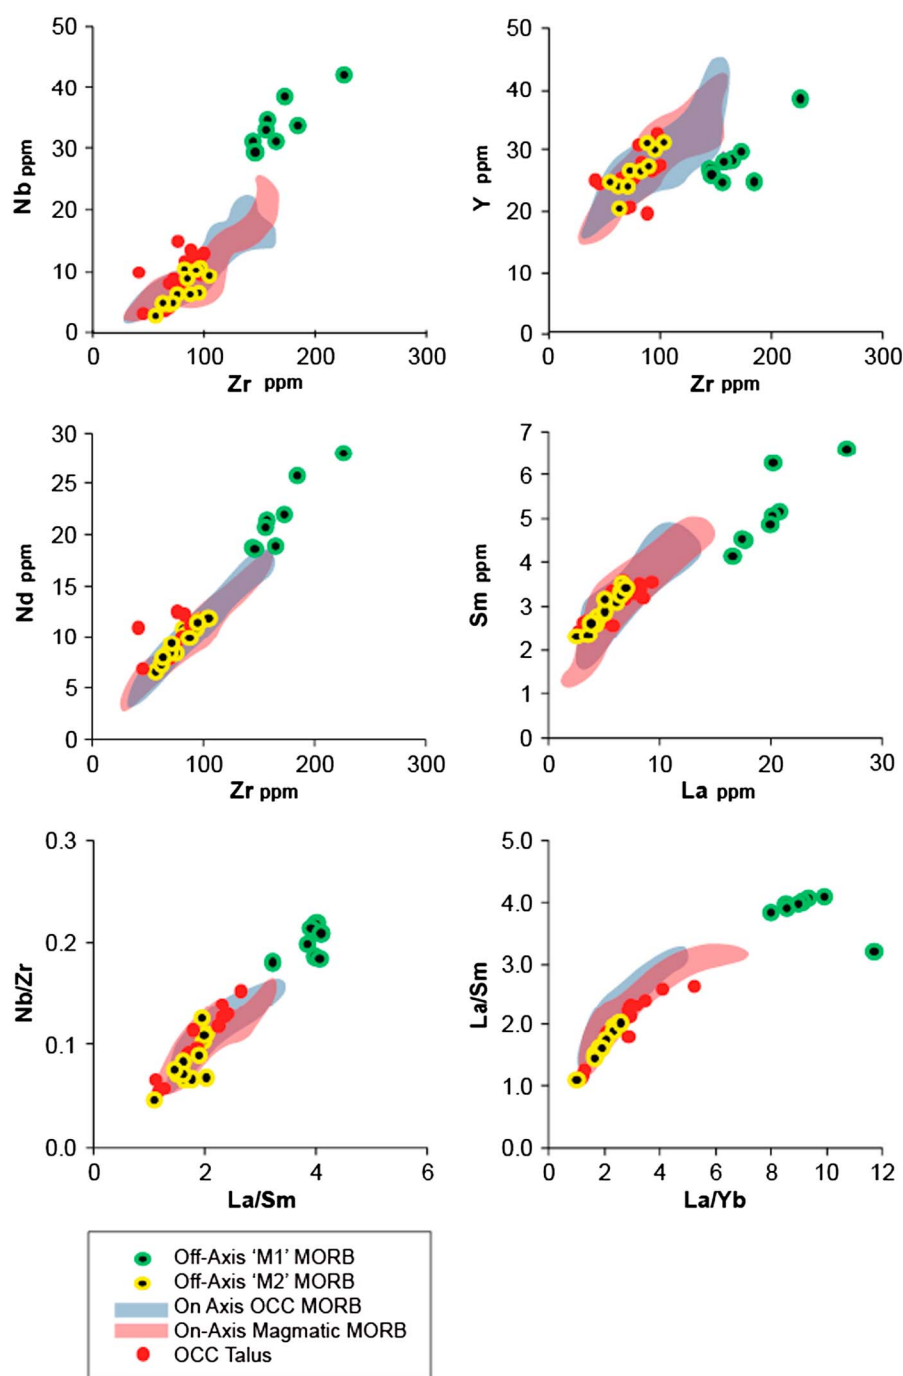 50
40
30
20
10
0
Nb ppm
0 100 200 300
Zr ppm
50
40
30
20
10
0
Y ppm
0 100 200 300
Zr ppm
30
25
20
15
10
5
0
Nd ppm
0 100 200 300
Zr ppm
7
6
5
4
3
2
1
0
Sm ppm
0 10 20 30
La ppm
0.3
0.2
0.1
0.0
Nb/Zr
0 2 4 6
La/Sm
5.0
4.0
3.0
2.0
1.0
0.0
La/Sm
0 2 4 6 8 10 12
La/Yb
Off-Axis ‘M1’ MORB
Off-Axis ‘M2’ MORB
On Axis OCC MORB
On-Axis Magmatic MORB
OCC Talus